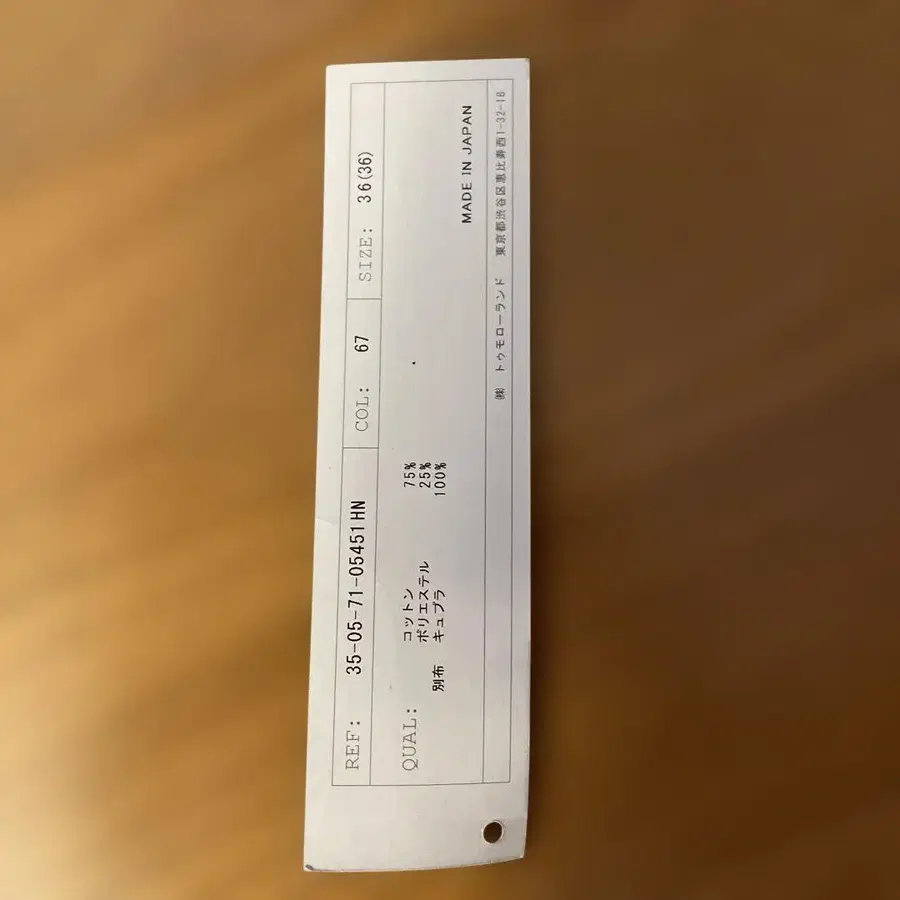 REF: 35-05-71-05451HN COL: 67 SIZE: 36(36)
QUAL: コットン 75%
ポリエステル 25%
別布 キュプラ 100%
MADE IN JAPAN
㈱ トゥモローランド 東京都渋谷区恵比寿西1-32-18